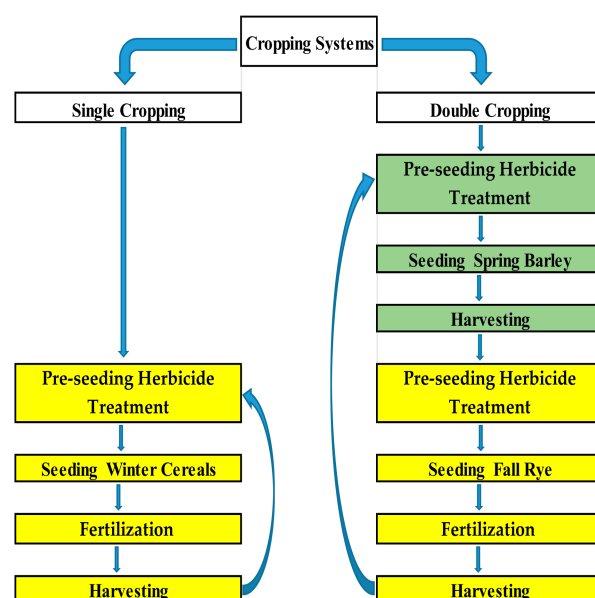 Cropping Systems
Single Cropping
Double Cropping
Pre-seeding Herbicide
Treatment
Seeding Spring Barley
Harvesting
Pre-seeding Herbicide
Treatment
Pre-seeding Herbicide
Treatment
Seeding Winter Cereals
Seeding Fall Rye
Fertilization
Fertilization
Harvesting
Harvesting